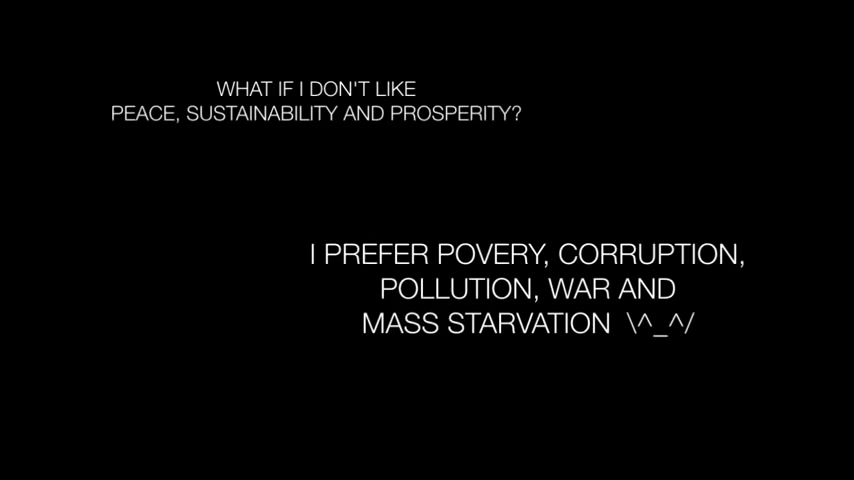 WHAT IF I DON'T LIKE
PEACE, SUSTAINABILITY AND PROSPERITY?
I PREFER POVERY, CORRUPTION,
POLLUTION, WAR AND
MASS STARVATION \^_^/